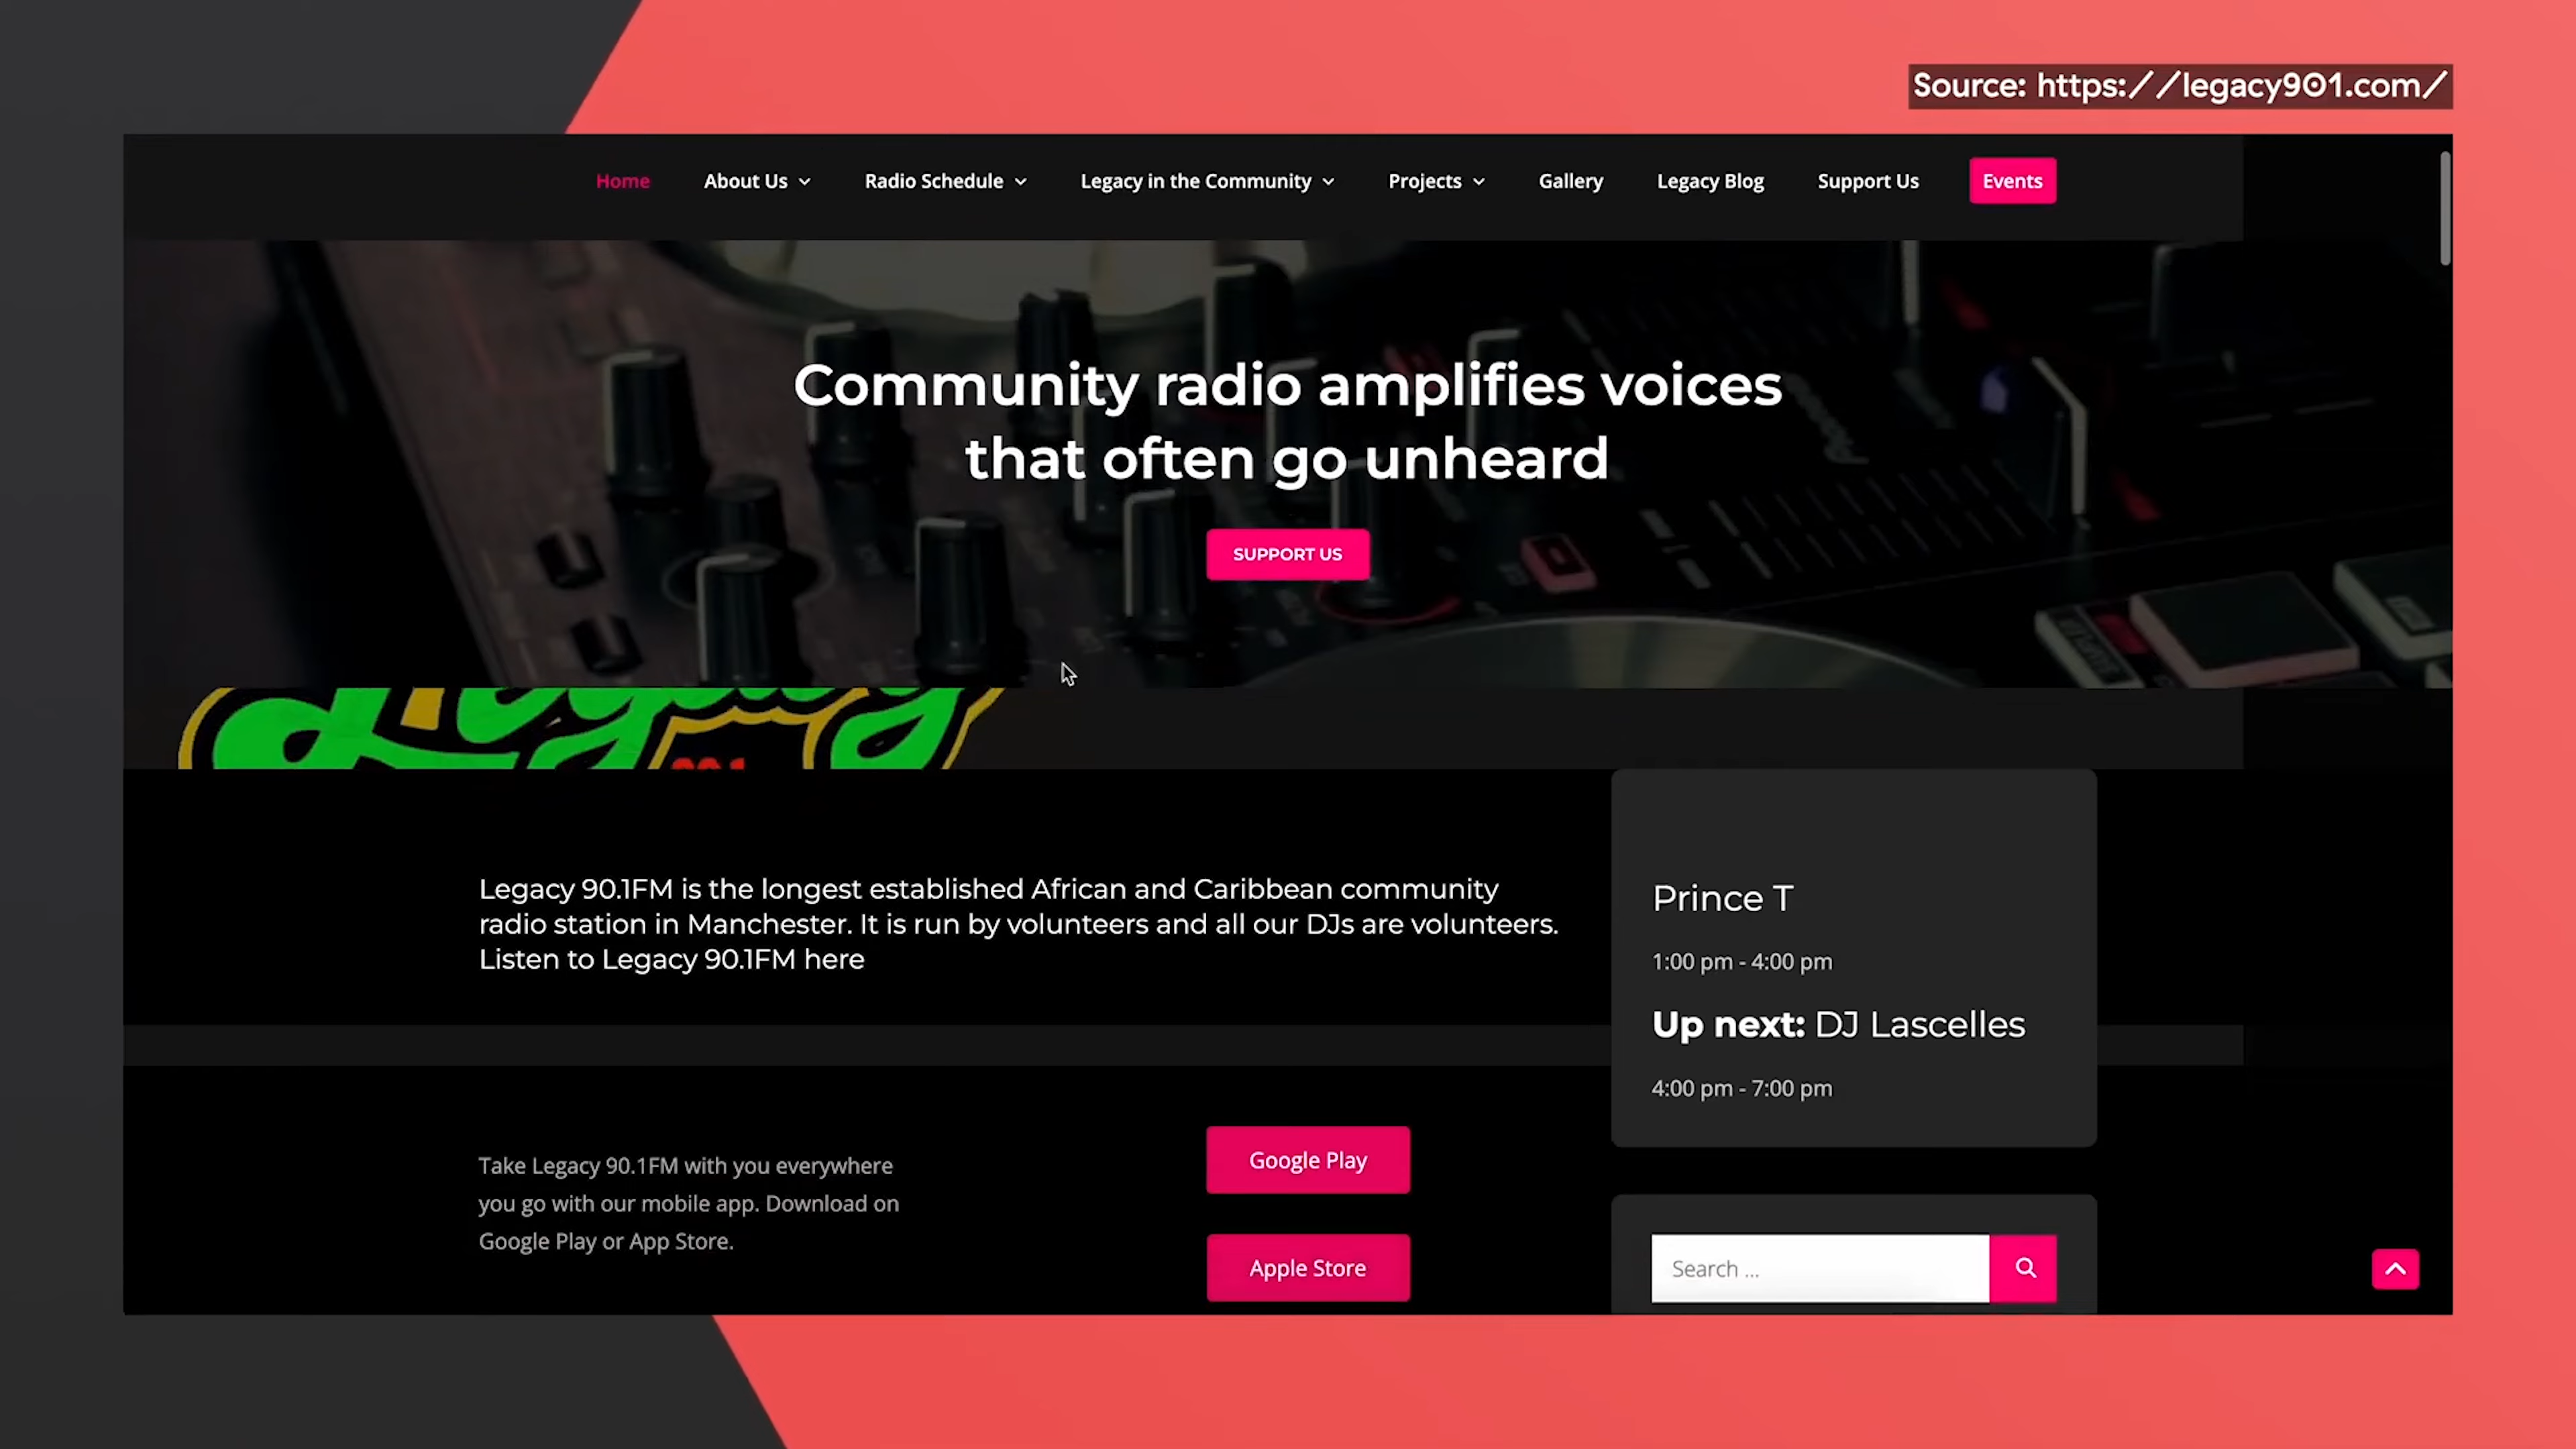 Source: https://legacy901.com/
Home About Us Radio Schedule Legacy in the Community Projects Gallery Legacy Blog Support Us Events
Community radio amplifies voices
that often go unheard
SUPPORT US
Legacy
90.1
Legacy 90.1FM is the longest established African and Caribbean community
radio station in Manchester. It is run by volunteers and all our DJs are volunteers.
Listen to Legacy 90.1FM here
Prince T
1:00 pm - 4:00 pm
Up next: DJ Lascelles
4:00 pm - 7:00 pm
Take Legacy 90.1FM with you everywhere
you go with our mobile app. Download on
Google Play or App Store.
Google Play
Apple Store
Search ...